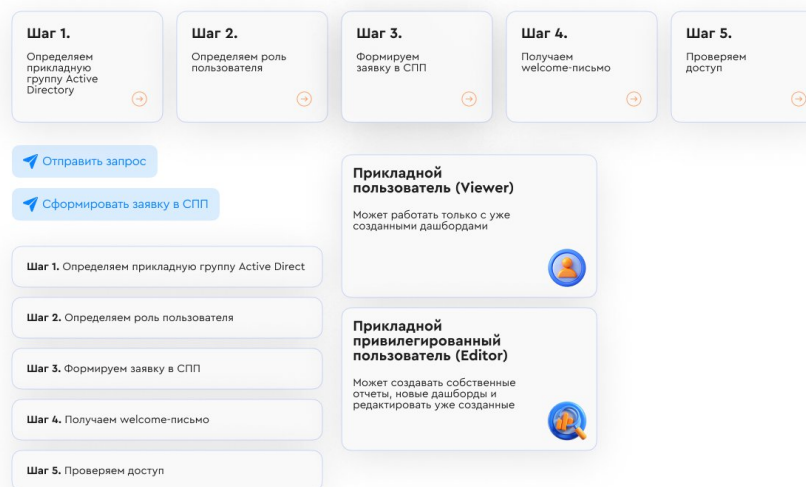 Шаг 1.
Определяем
прикладную
группу Active
Directory
Шаг 2.
Определяем роль
пользователя
Шаг 3.
Формируем
заявку в СПП
Шаг 4.
Получаем
welcome-письмо
Шаг 5.
Проверяем
доступ
Отправить запрос
Сформировать заявку в СПП
Шаг 1. Определяем прикладную группу Active Direct
Шаг 2. Определяем роль пользователя
Шаг 3. Формируем заявку в СПП
Шаг 4. Получаем welcome-письмо
Шаг 5. Проверяем доступ
Прикладной
пользователь (Viewer)
Может работать только с уже
созданными дашбордами
Прикладной
привилегированный
пользователь (Editor)
Может создавать собственные
отчеты, новые дашборды и
редактировать уже созданные